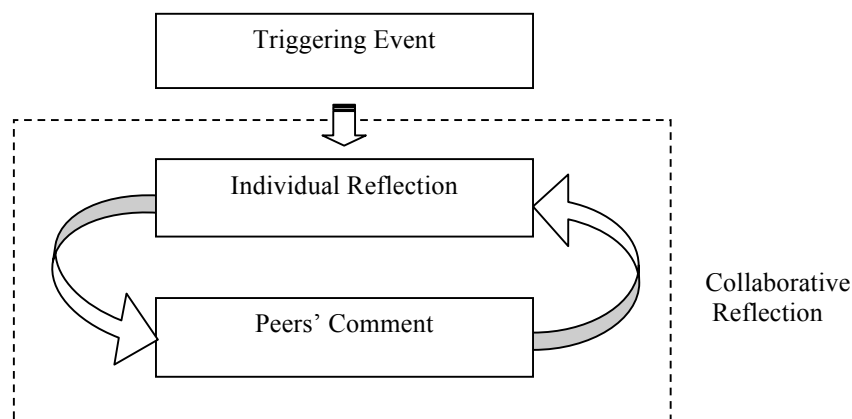 Triggering Event
Individual Reflection
Peers’ Comment
Collaborative
Reflection